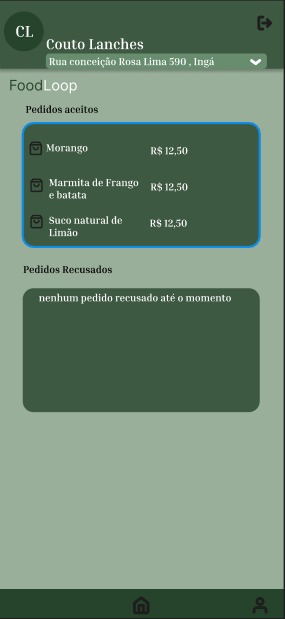 CL
Couto Lanches
Rua conceição Rosa Lima 590 , Ingá
FoodLoop
Pedidos aceitos
Morango R$ 12,50
Marmita de Frango
e batata R$ 12,50
Suco natural de
Limão R$ 12,50
Pedidos Recusados
nenhum pedido recusado até o momento